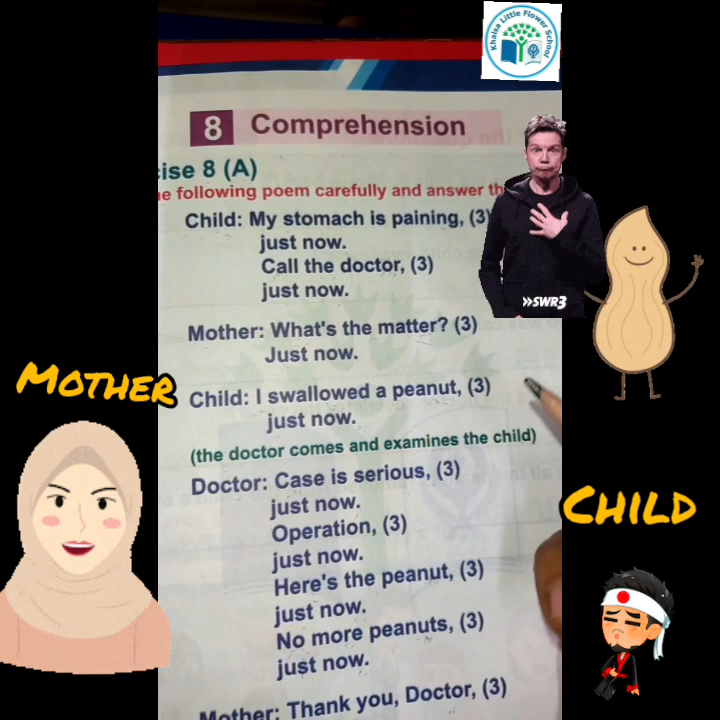 Khalsa Little Flower School
8 Comprehension
cise 8 (A)
e following poem carefully and answer th
Child: My stomach is paining, (3)
just now.
Call the doctor, (3)
just now.
»SWR3
Mother: What's the matter? (3)
Just now.
MOTHER
Child: I swallowed a peanut, (3)
just now.
(the doctor comes and examines the child)
Doctor: Case is serious, (3)
just now.
CHILD
Operation, (3)
just now.
Here's the peanut, (3)
just now.
No more peanuts, (3)
just now.
Mother: Thank you, Doctor, (3)